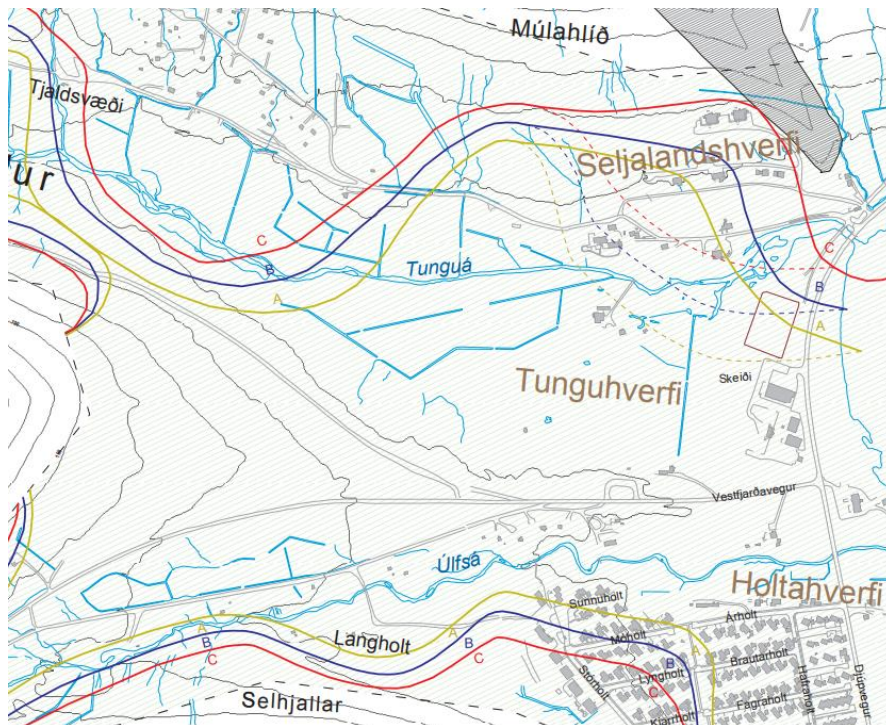 Múlahlíð
Tjaldsvæði
Seljalandshverfi
ur
C
B
A
Tunguá
C
B
A
Skeiði
Tunguhverfi
Vestfjarðavegur
Úlfsá
Holtahverfi
Sunnuholt
Árholt
A
B
C
Langholt
A
B
C
Móholt
A
Brautarholt
B
Lyngholt
Stórholt
C
Hafraholt
Djúpvegur
Selhjallar
Fagraholt
Kjarrholt